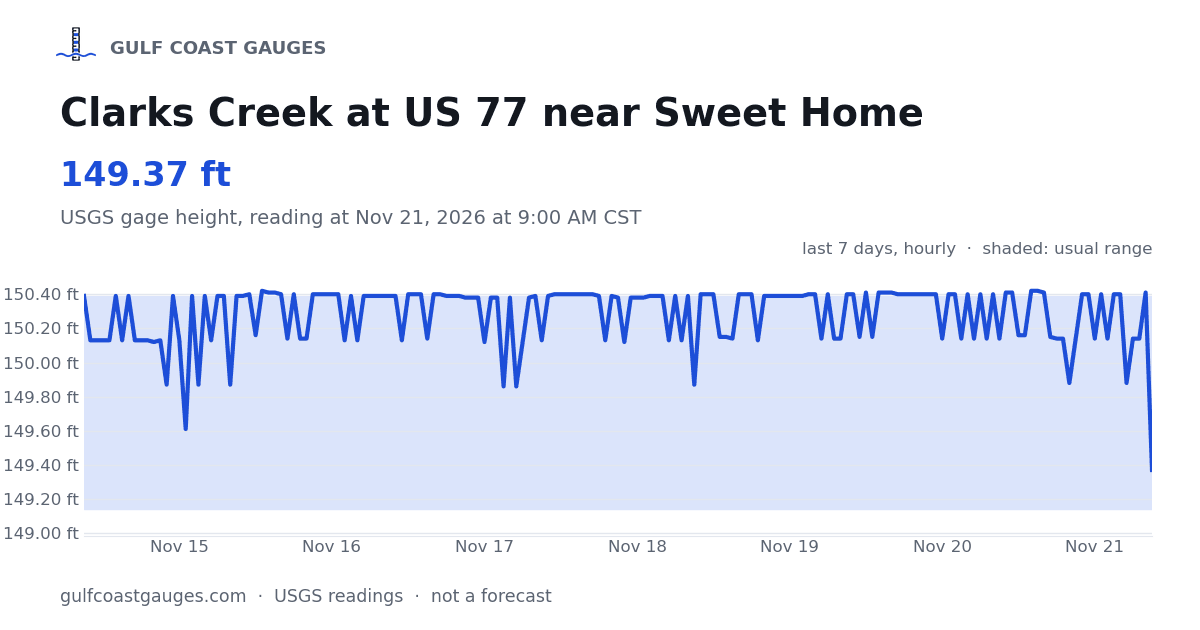 GULF COAST GAUGES
Clarks Creek at US 77 near Sweet Home
149.37 ft
USGS gage height, reading at Nov 21, 2026 at 9:00 AM CST
last 7 days, hourly · shaded: usual range
150.40 ft
150.20 ft
150.00 ft
149.80 ft
149.60 ft
149.40 ft
149.20 ft
149.00 ft
Nov 15 Nov 16 Nov 17 Nov 18 Nov 19 Nov 20 Nov 21
gulfcoastgauges.com · USGS readings · not a forecast